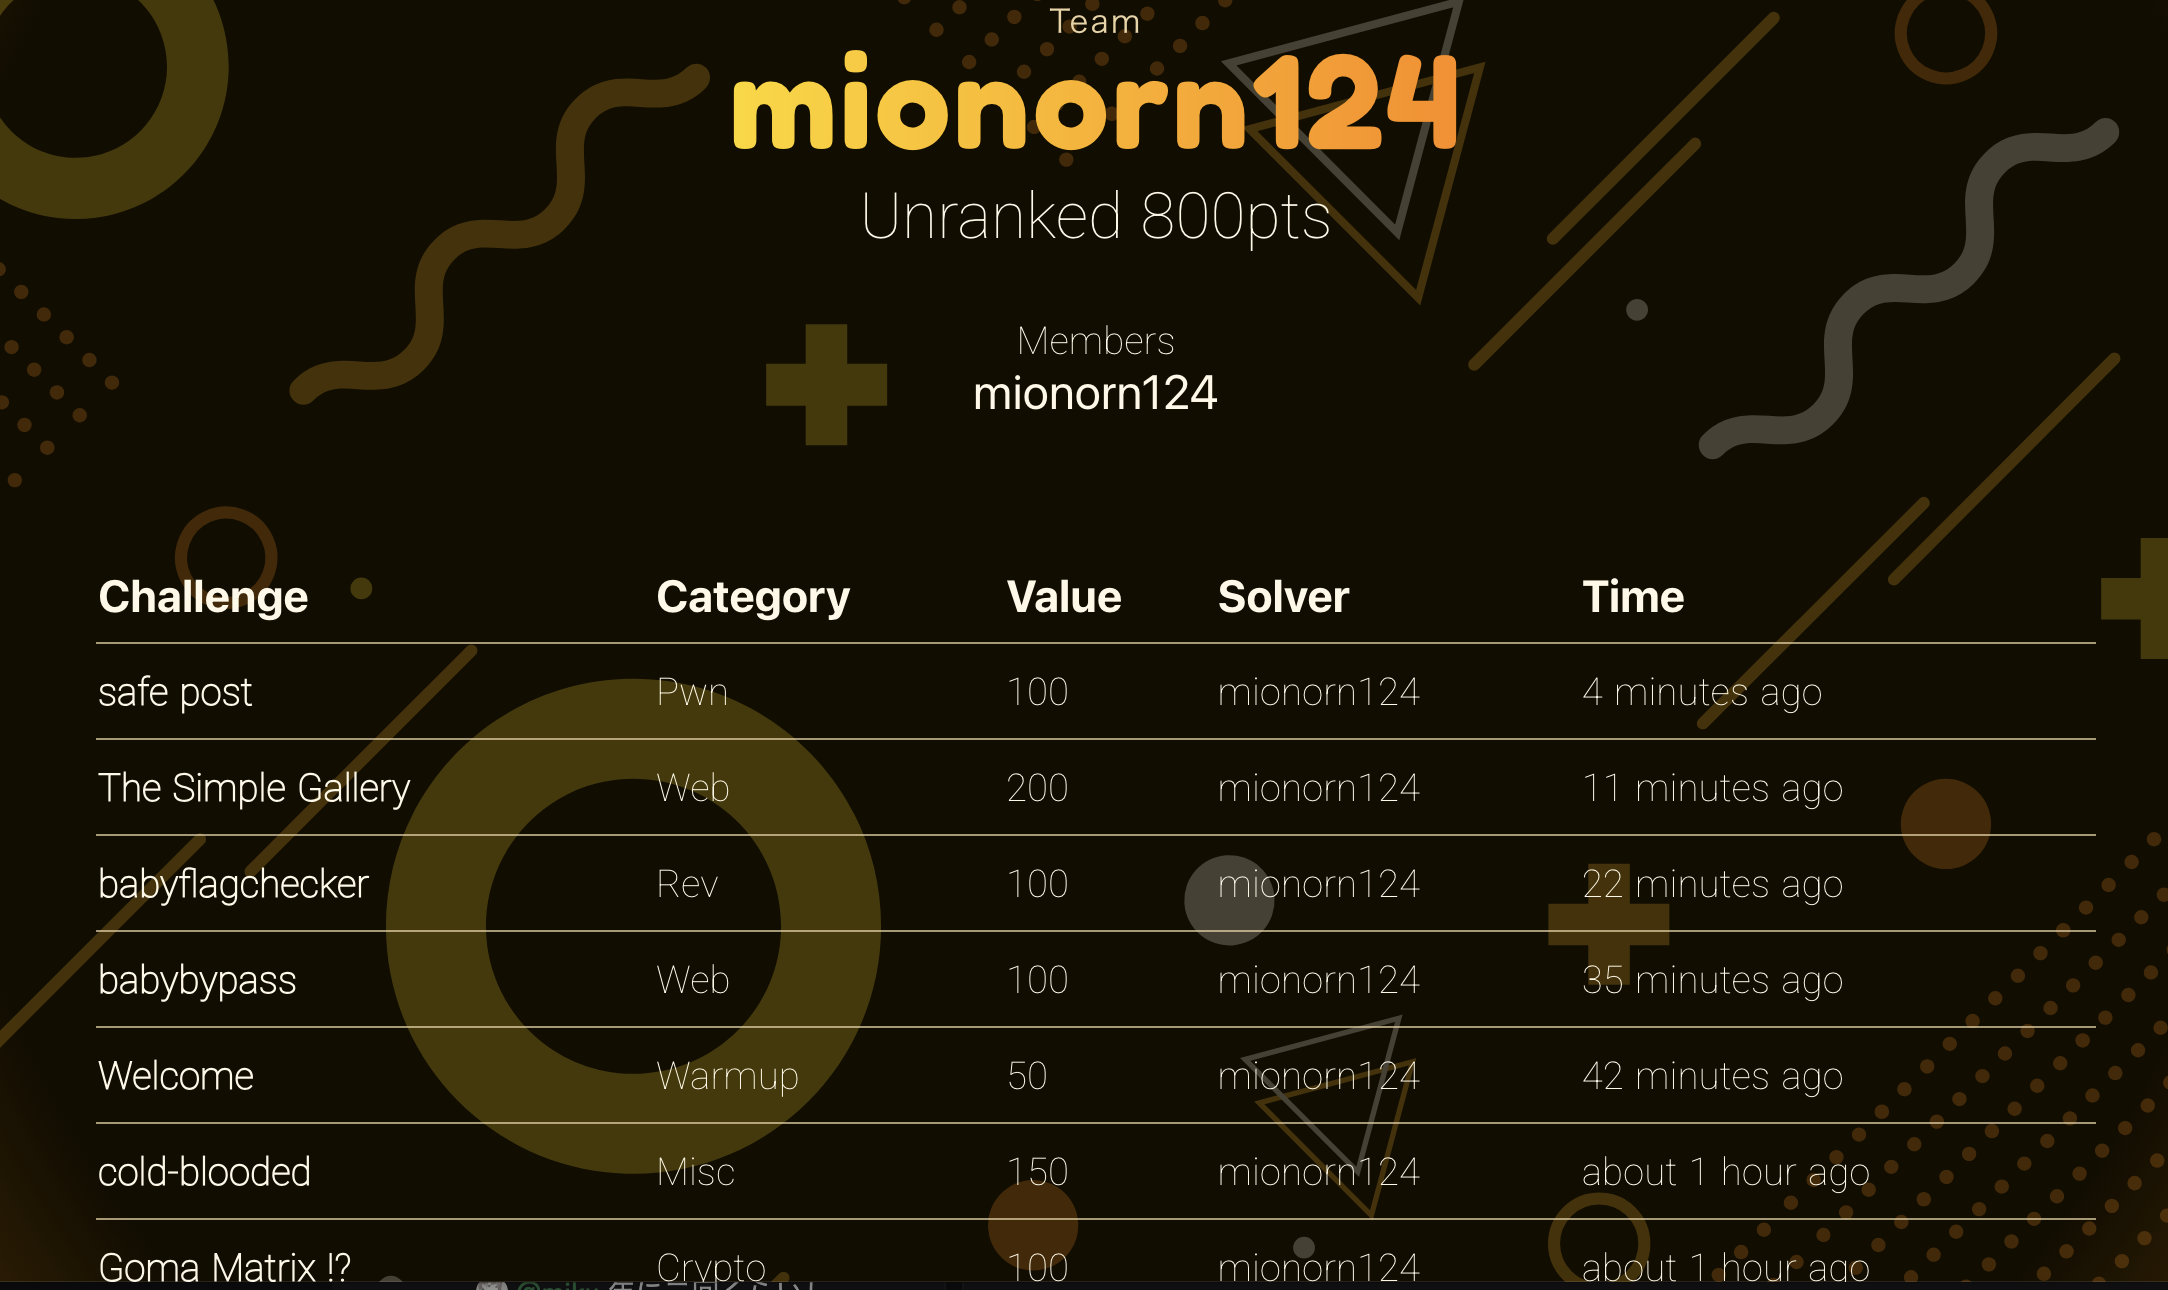 Team
mionorn124
Unranked 800pts
Members
mionorn124
Challenge Category Value Solver Time
safe post Pwn 100 mionorn124 4 minutes ago
The Simple Gallery Web 200 mionorn124 11 minutes ago
babyflagchecker Rev 100 mionorn124 22 minutes ago
babybypass Web 100 mionorn124 35 minutes ago
Welcome Warmup 50 mionorn124 42 minutes ago
cold-blooded Misc 150 mionorn124 about 1 hour ago
Goma Matrix !? Crypto 100 mionorn124 about 1 hour ago